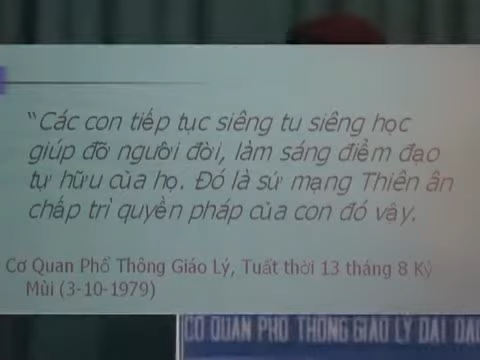 “Các con tiếp tục siêng tu siêng học
giúp đỡ người đời, làm sáng điểm đạo
tự hữu của họ. Đó là sứ mạng Thiên ân
chấp trì quyền pháp của con đó vậy.
Cơ Quan Phổ Thông Giáo Lý, Tuất thời 13 tháng 8 Kỷ
Mùi (3-10-1979)
CƠ QUAN PHỔ THÔNG GIÁO LÝ ĐẠI ĐẠO